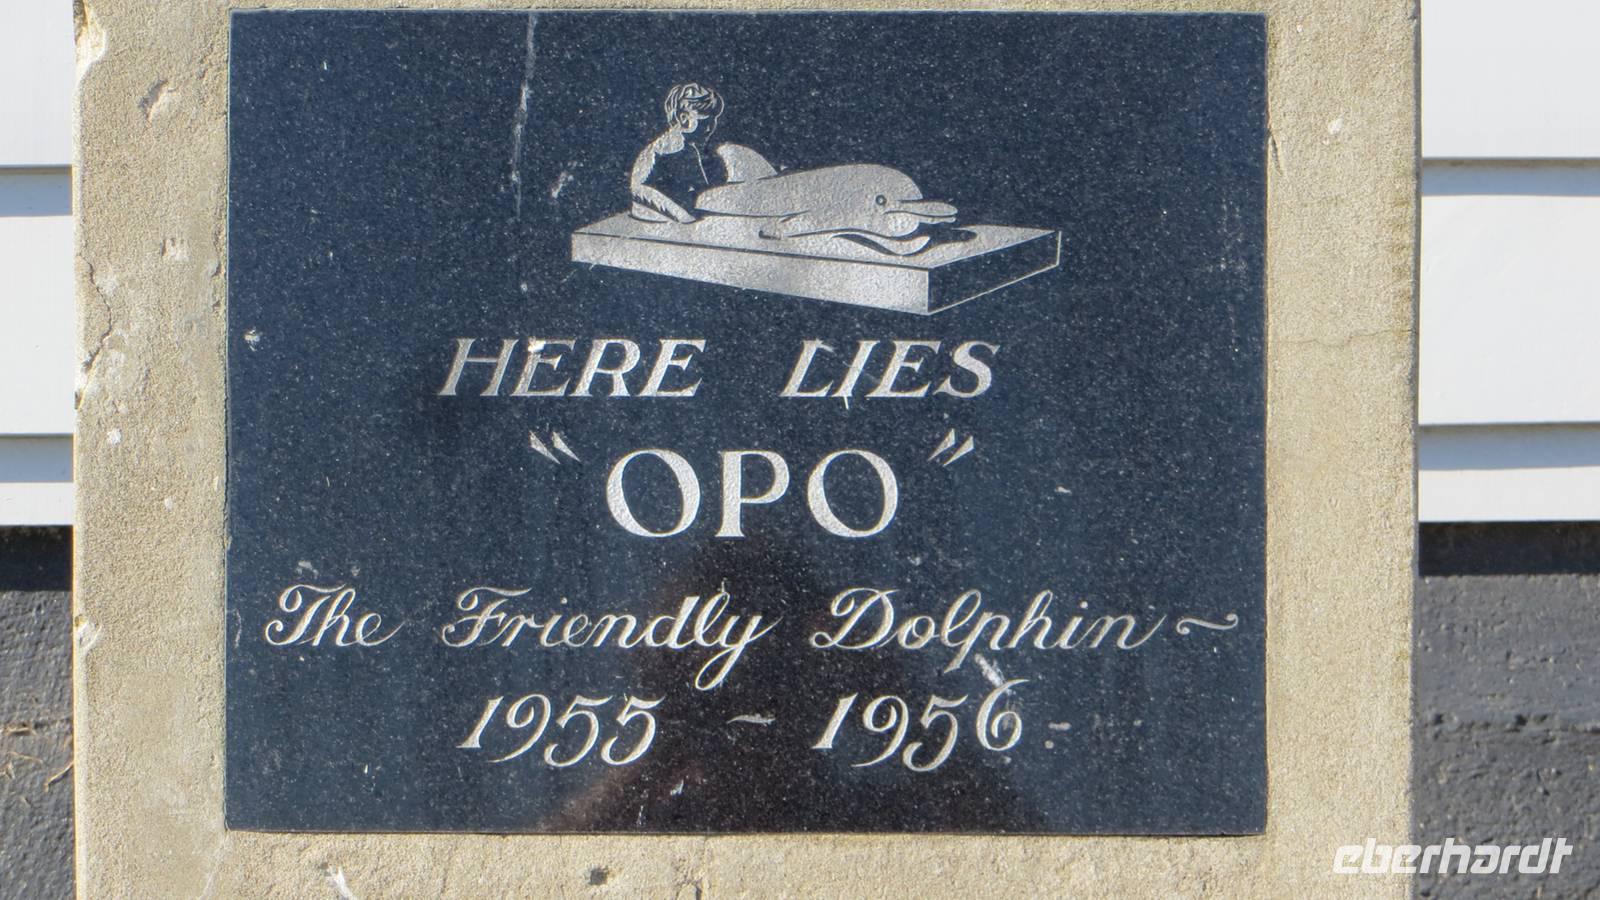 HERE LIES
"OPO"
The Friendly Dolphin ~
1955 ~ 1956
eberhardt